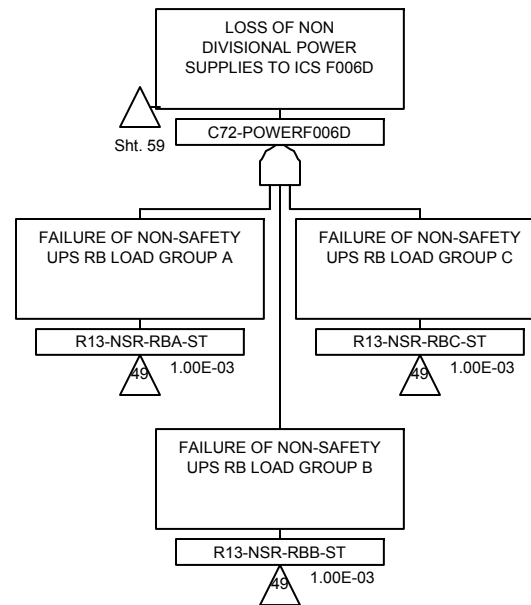 LOSS OF NON
DIVISIONAL POWER
SUPPLIES TO ICS F006D
Sht. 59
C72-POWERF006D
FAILURE OF NON-SAFETY
UPS RB LOAD GROUP A
R13-NSR-RBA-ST
49
1.00E-03
FAILURE OF NON-SAFETY
UPS RB LOAD GROUP C
R13-NSR-RBC-ST
49
1.00E-03
FAILURE OF NON-SAFETY
UPS RB LOAD GROUP B
R13-NSR-RBB-ST
49
1.00E-03